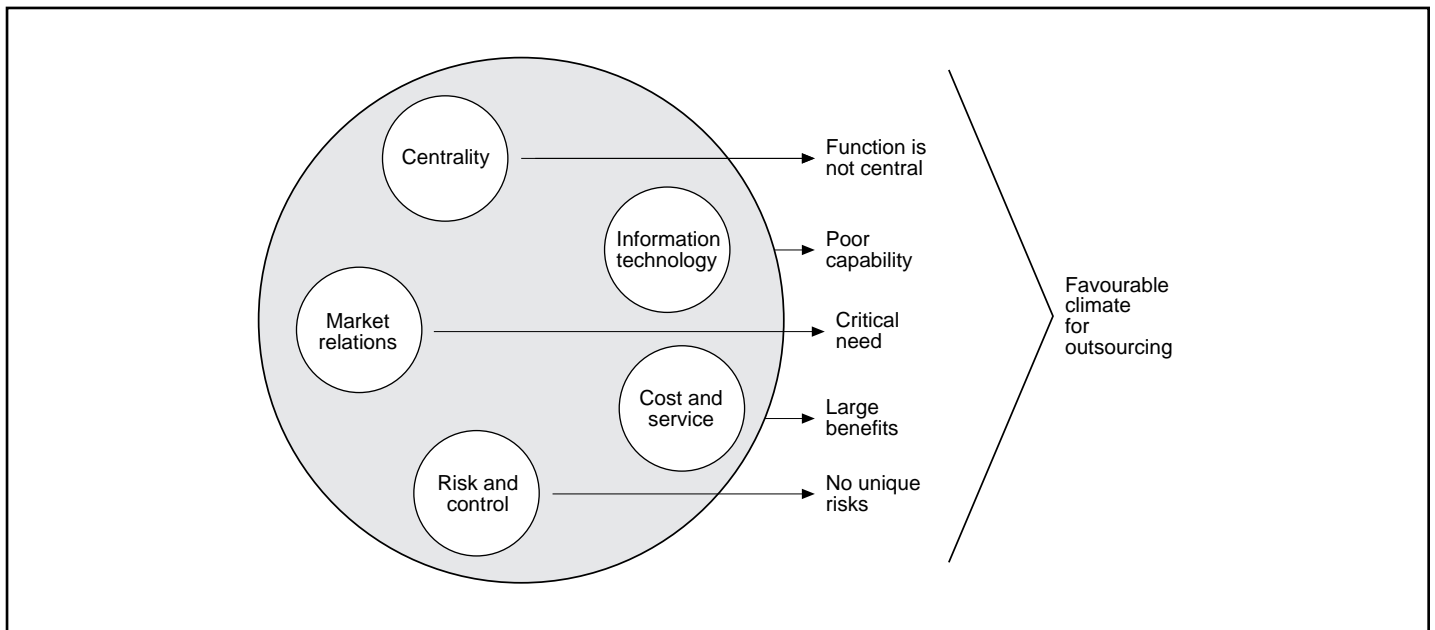 Centrality
Function is
not central
Information
technology
Poor
capability
Market
relations
Critical
need
Cost and
service
Large
benefits
Risk and
control
No unique
risks
Favourable
climate
for
outsourcing